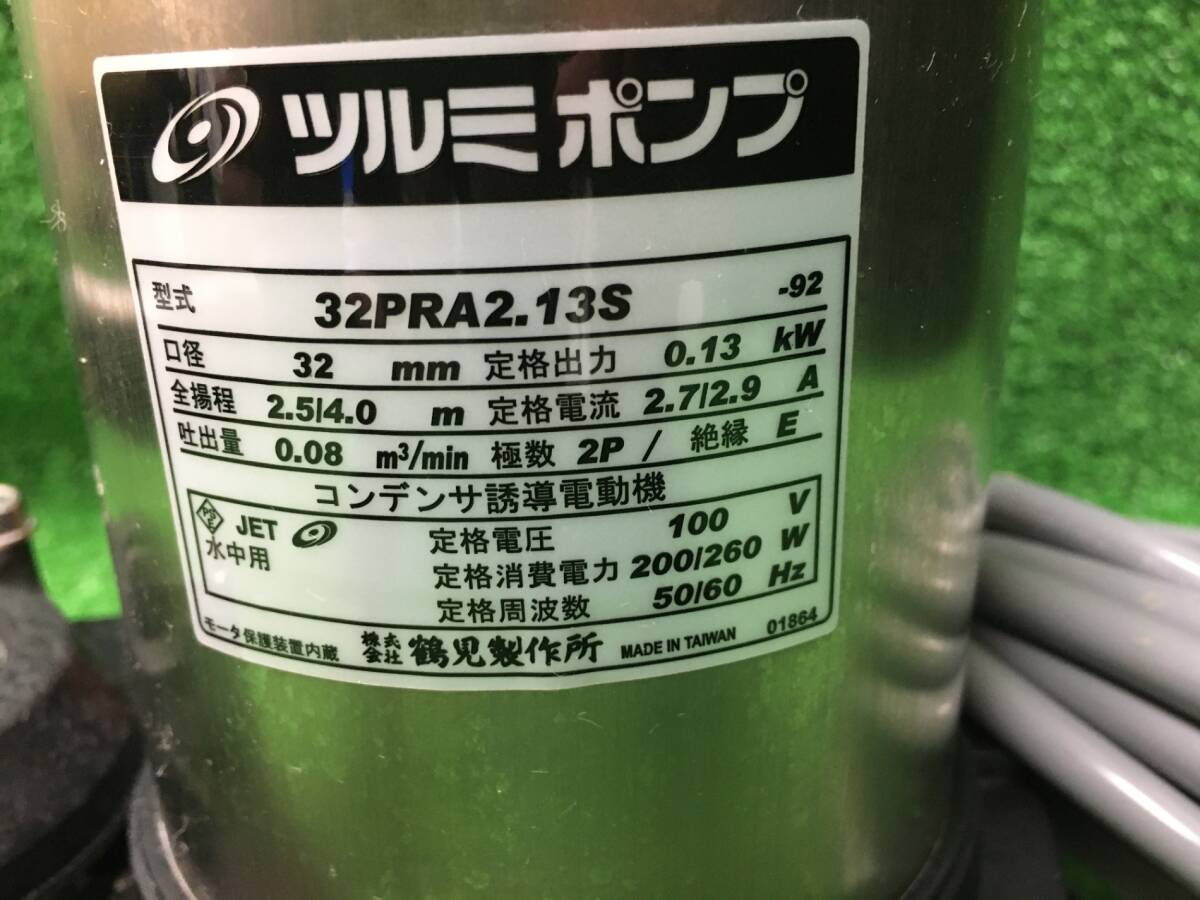 ツルミポンプ
型式 32PRA2.13S -92
口径 32 mm 定格出力 0.13 kW
全揚程 2.5/4.0 m 定格電流 2.7/2.9 A
吐出量 0.08 m³/min 極数 2P / 絶縁 E
コンデンサ誘導電動機
PSE JET 定格電圧 100 V
水中用 定格消費電力 200/260 W
定格周波数 50/60 Hz
モータ保護装置内蔵 株式会社 鶴見製作所 MADE IN TAIWAN 01864